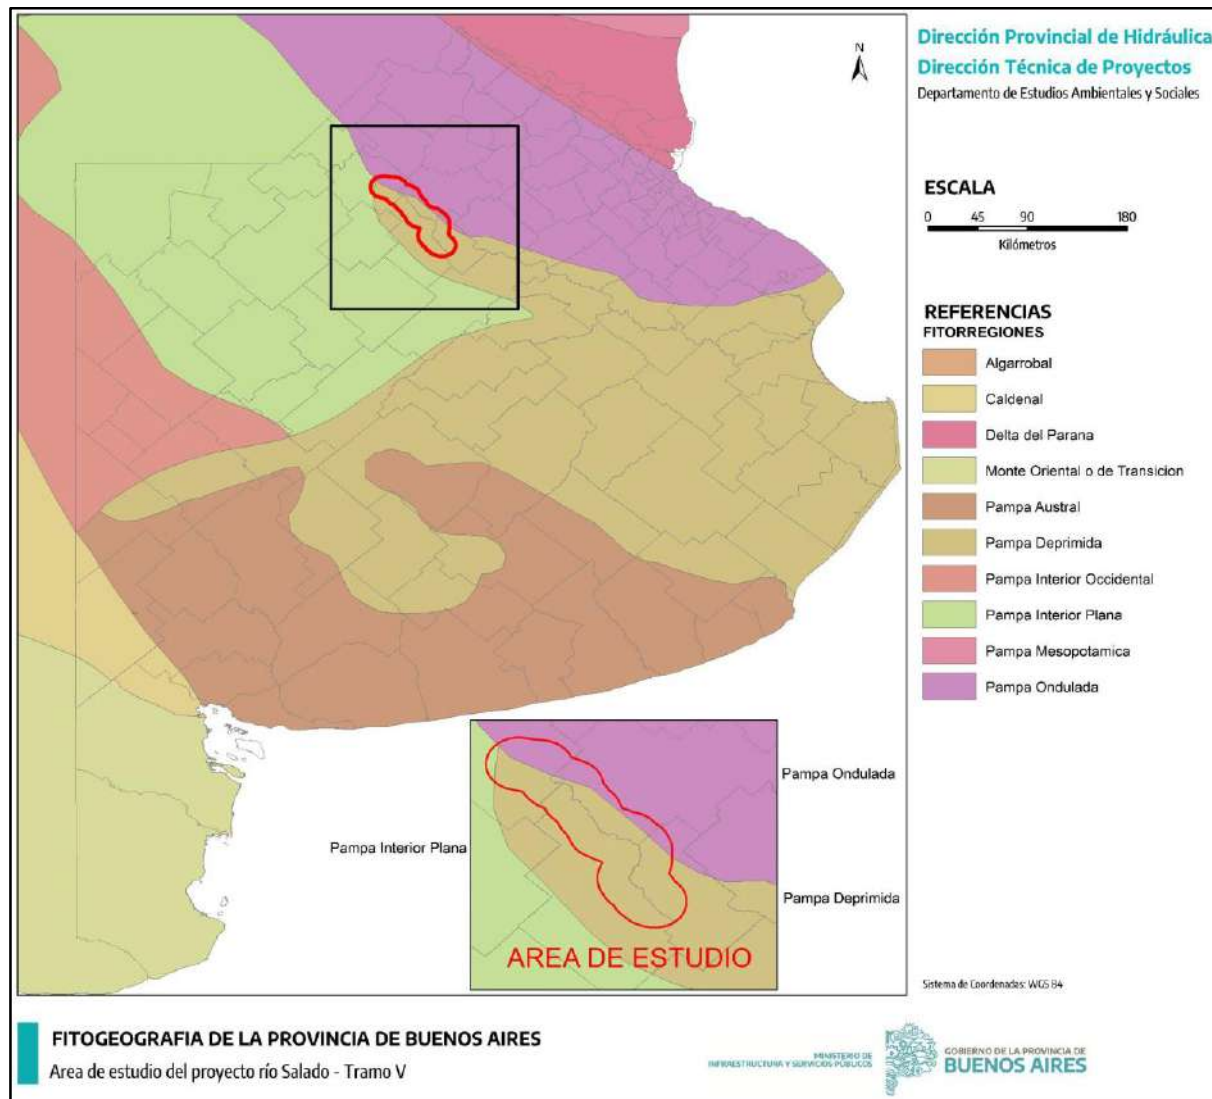 Dirección Provincial de Hidráulica
Dirección Técnica de Proyectos
Departamento de Estudios Ambientales y Sociales
N
ESCALA
0 45 90 180
Kilómetros
REFERENCIAS
FITORREGIONES
Algarrobal
Caldenal
Delta del Parana
Monte Oriental o de Transicion
Pampa Austral
Pampa Deprimida
Pampa Interior Occidental
Pampa Interior Plana
Pampa Mesopotamica
Pampa Ondulada
Pampa Ondulada
Pampa Interior Plana
Pampa Deprimida
AREA DE ESTUDIO
Sistema de Coordenadas: WGS 84
FITOGEOGRAFIA DE LA PROVINCIA DE BUENOS AIRES
Area de estudio del proyecto río Salado - Tramo V
MINISTERIO DE
INFRAESTRUCTURA Y SERVICIOS PÚBLICOS
GOBIERNO DE LA PROVINCIA DE
BUENOS AIRES